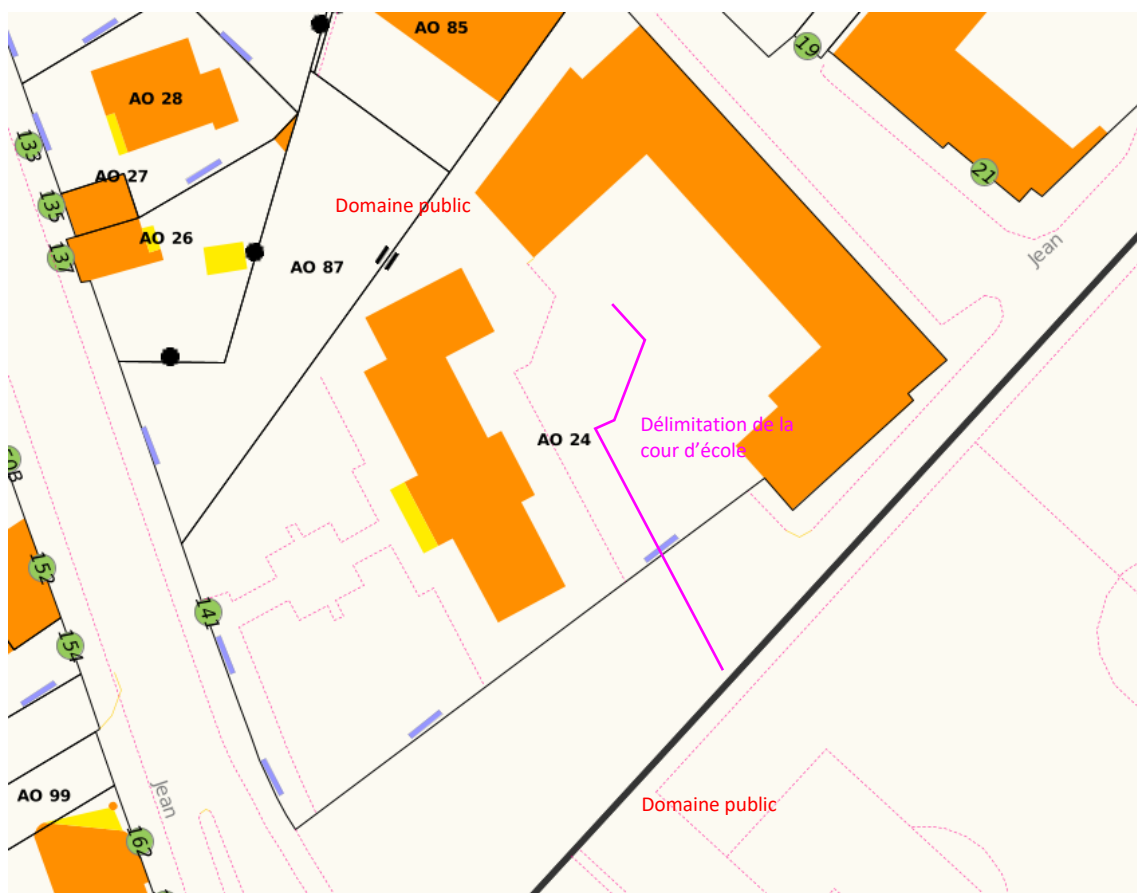 AO 85
19
AO 28
133
AO 27
21
135
Domaine public
AO 26
137
Jean
AO 87
Délimitation de la
cour d'école
AO 24
152
141
154
Jean
AO 99
Domaine public
162